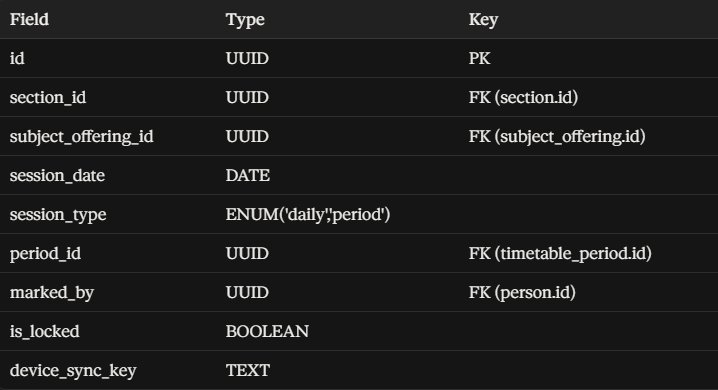 Field Type Key
id UUID PK
section_id UUID FK (section.id)
subject_offering_id UUID FK (subject_offering.id)
session_date DATE
session_type ENUM('daily','period')
period_id UUID FK (timetable_period.id)
marked_by UUID FK (person.id)
is_locked BOOLEAN
device_sync_key TEXT